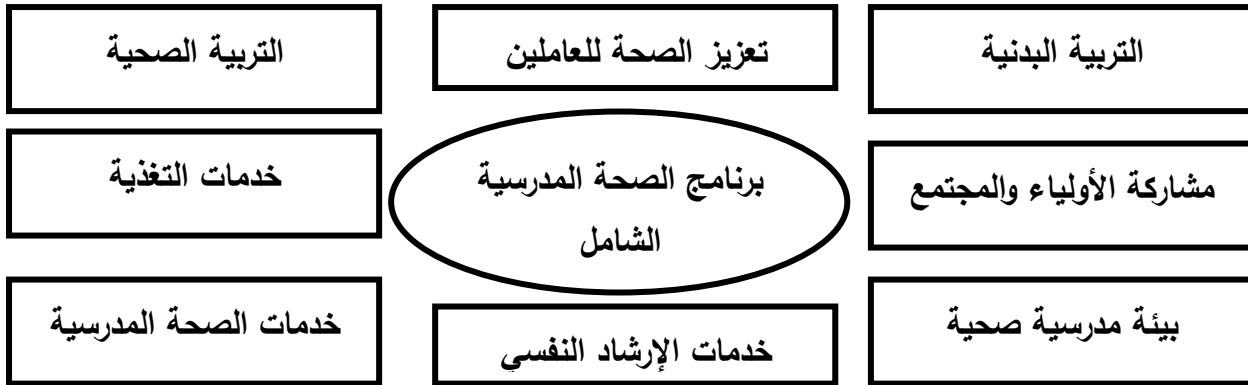 التربية البدنية
تعزيز الصحة للعاملين
التربية الصحية
مشاركة الأولياء والمجتمع
برنامج الصحة المدرسية
الشامل
خدمات التغذية
بيئة مدرسية صحية
خدمات الإرشاد النفسي
خدمات الصحة المدرسية